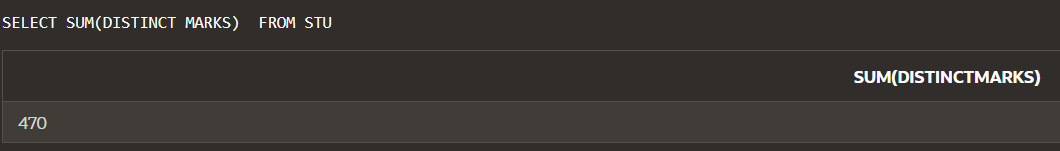 SELECT SUM(DISTINCT MARKS)  FROM STU
SUM(DISTINCTMARKS)
470